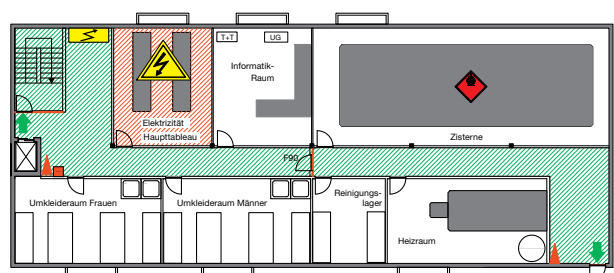 T+T
UG
Informatik-
Raum
Elektrizität
Haupttableau
Zisterne
F90
Umkleideraum Frauen
Umkleideraum Männer
Reinigungs-
lager
Heizraum